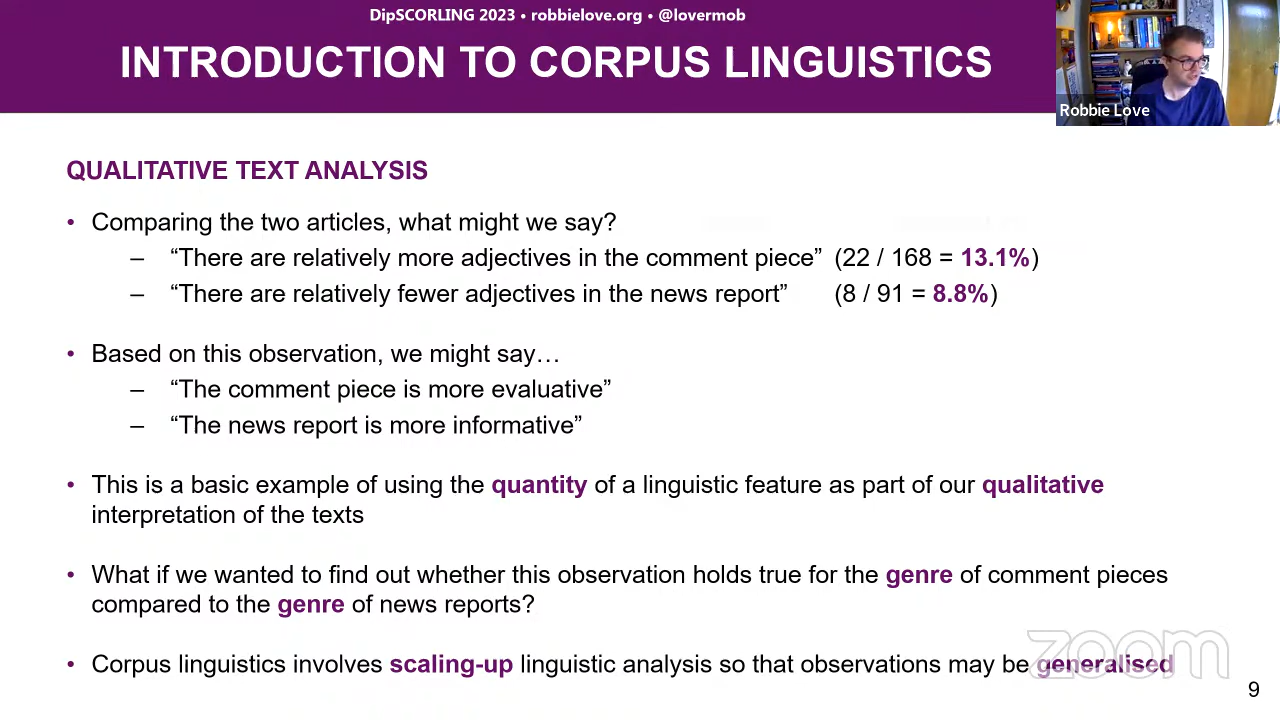 DipSCORLING 2023 • robbielove.org • @lovermob
INTRODUCTION TO CORPUS LINGUISTICS
Robbie Love
QUALITATIVE TEXT ANALYSIS
• Comparing the two articles, what might we say?
– “There are relatively more adjectives in the comment piece” (22 / 168 = 13.1%)
– “There are relatively fewer adjectives in the news report” (8 / 91 = 8.8%)
• Based on this observation, we might say…
– “The comment piece is more evaluative”
– “The news report is more informative”
• This is a basic example of using the quantity of a linguistic feature as part of our qualitative
interpretation of the texts
• What if we wanted to find out whether this observation holds true for the genre of comment pieces
compared to the genre of news reports?
• Corpus linguistics involves scaling-up linguistic analysis so that observations may be generalised
zoom
9